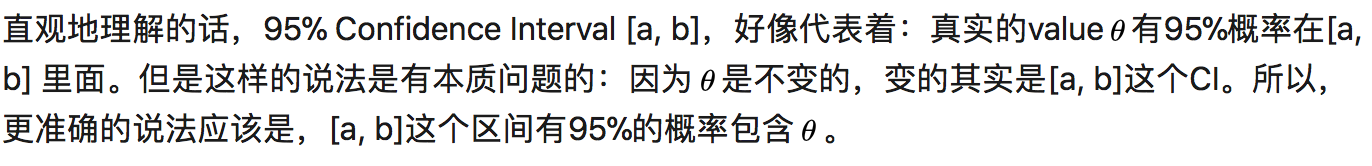 直观地理解的话，95% Confidence Interval [a, b]，好像代表着：真实的value θ 有95%概率在[a,
b] 里面。但是这样的说法是有本质问题的：因为 θ 是不变的，变的其实是[a, b]这个CI。所以，
更准确的说法应该是，[a, b]这个区间有95%的概率包含 θ 。